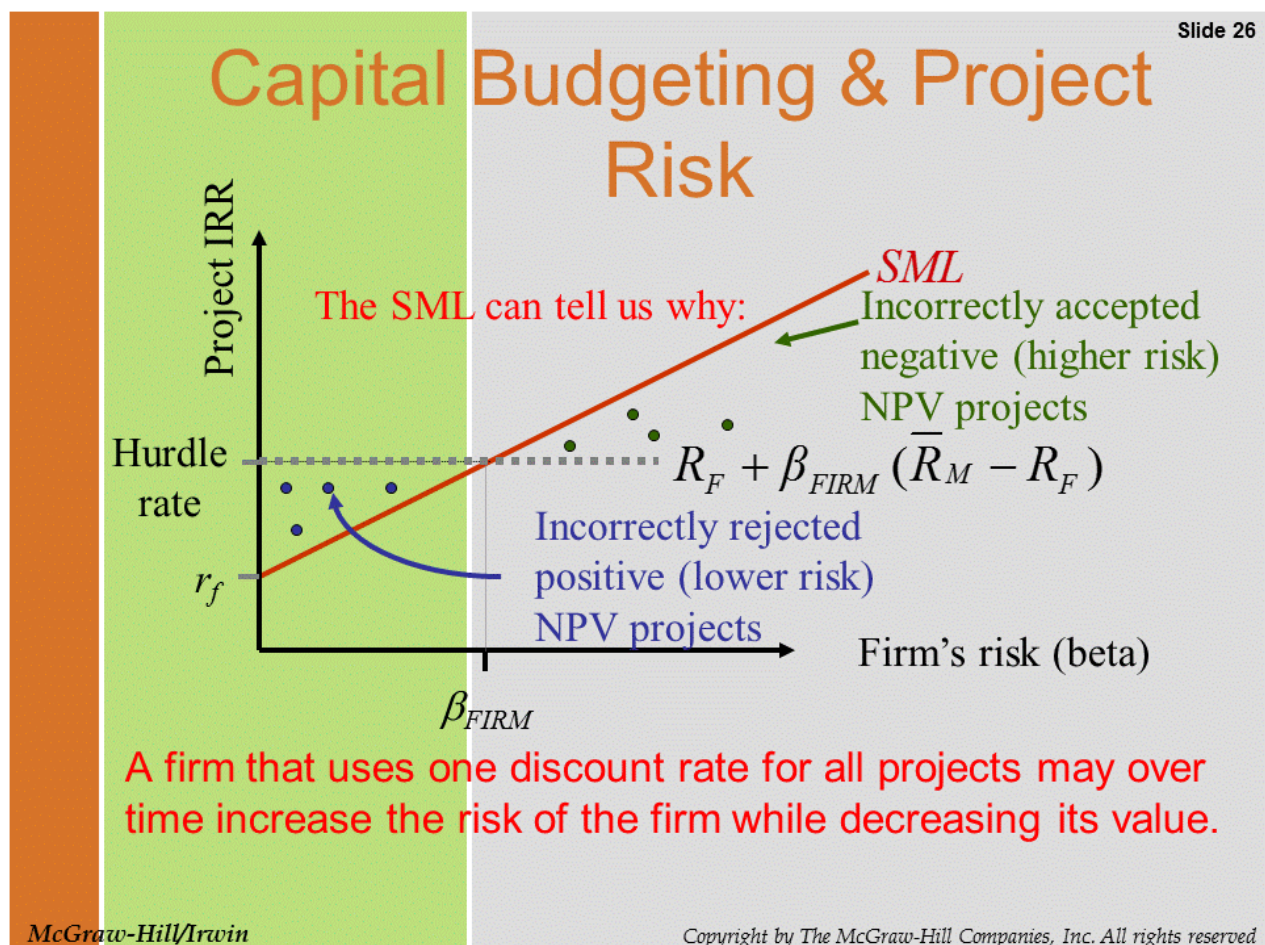 Slide 26
Capital Budgeting & Project
Risk
Project IRR
SML
The SML can tell us why:
Incorrectly accepted
negative (higher risk)
NPV projects
Hurdle
rate
R_F + β_FIRM (R̅_M − R_F)
Incorrectly rejected
positive (lower risk)
NPV projects
r_f
Firm’s risk (beta)
β_FIRM
A firm that uses one discount rate for all projects may over
time increase the risk of the firm while decreasing its value.
McGraw-Hill/Irwin
Copyright by The McGraw-Hill Companies, Inc. All rights reserved